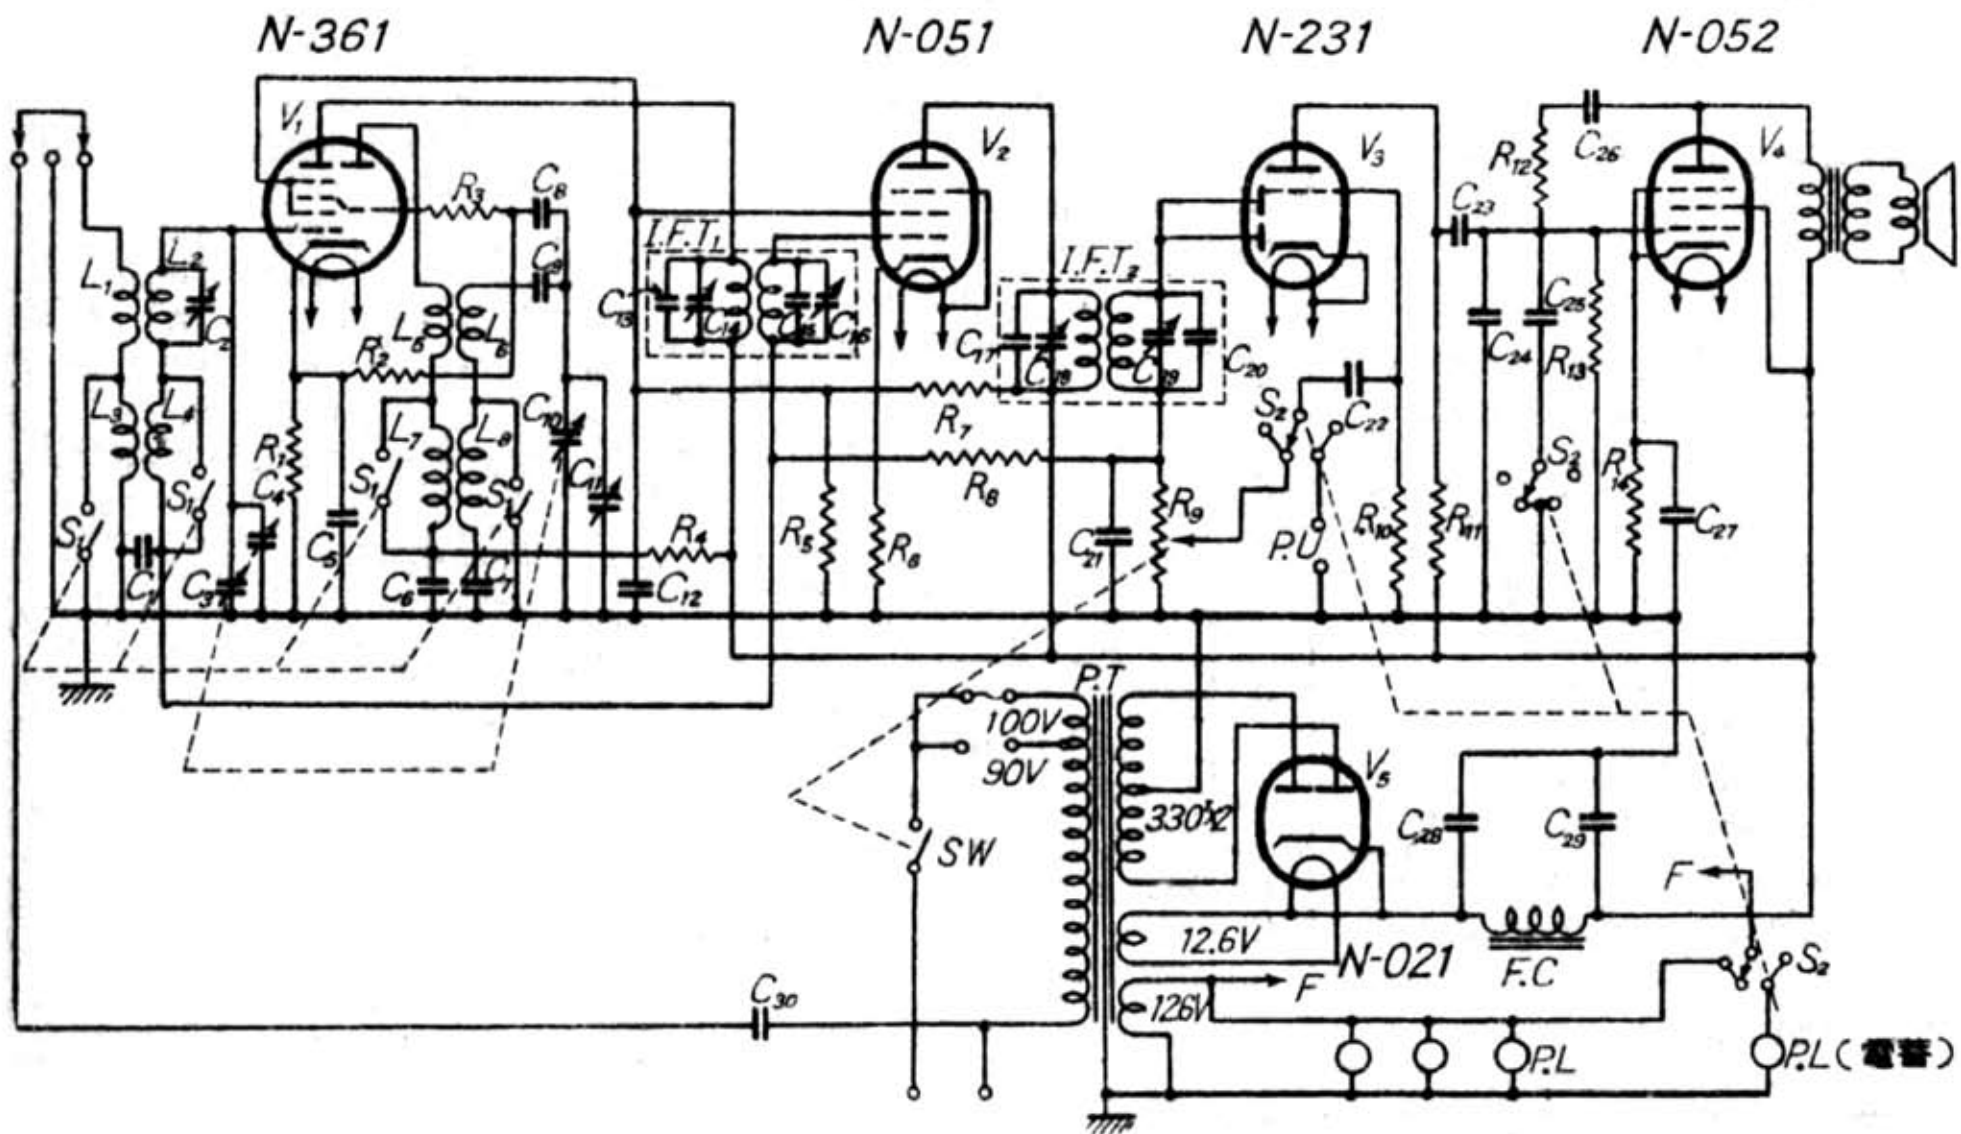 N-361
N-051
N-231
N-052
V₁
V₂
V₃
V₄
R₃
C₈
C₉
R₁₂
C₂₆
C₂₃
I.F.T₁
I.F.T₂
L₁
L₂
C₂
L₅
L₆
R₂
C₁₃
C₁₄
C₁₅
C₁₆
C₁₇
C₁₈
C₁₉
C₂₀
C₂₅
C₂₄
R₁₃
L₃
L₄
R₁
C₄
L₇
L₈
C₁₀
C₁₁
R₇
R₈
S₂
C₂₂
S₂
R₁₄
S₁
S₁
S₁
S₁
C₁
C₃
C₅
C₆
C₇
R₄
C₁₂
R₅
R₆
C₂₁
R₉
P.U
R₁₀
R₁₁
C₂₇
P.T
100V
90V
330V×2
V₅
SW
C₂₈
C₂₉
F
12.6V
N-021
F.C
S₂
12.6V
F
C₃₀
P.L
P.L(電蓄)